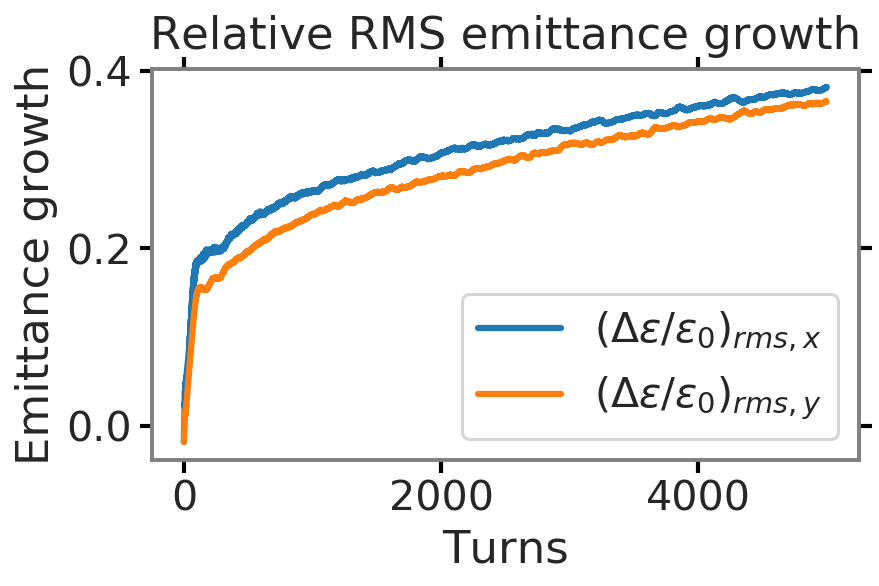 Relative RMS emittance growth
Emittance growth
0.4
0.2
0.0
(Δε/ε₀)rms, x
(Δε/ε₀)rms, y
0
2000
4000
Turns